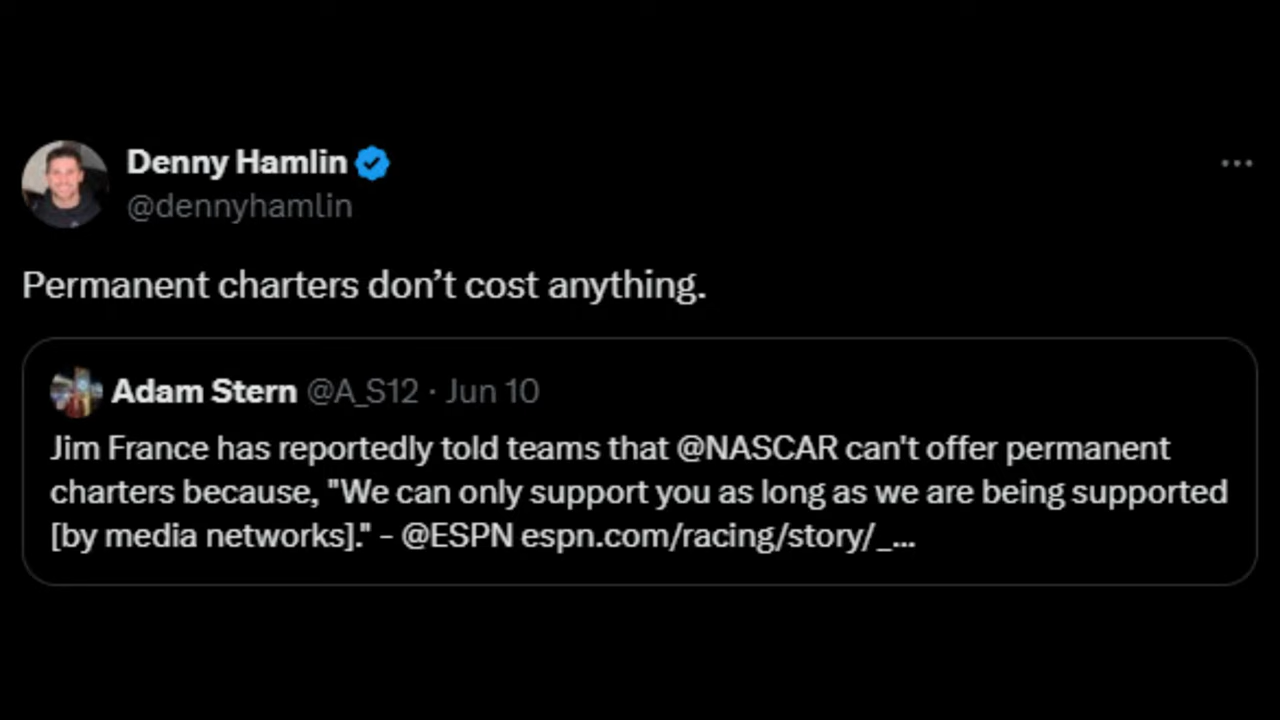 Denny Hamlin
@dennyhamlin
Permanent charters don’t cost anything.
Adam Stern @A_S12 · Jun 10
Jim France has reportedly told teams that @NASCAR can't offer permanent
charters because, "We can only support you as long as we are being supported
[by media networks]." - @ESPN espn.com/racing/story/_...